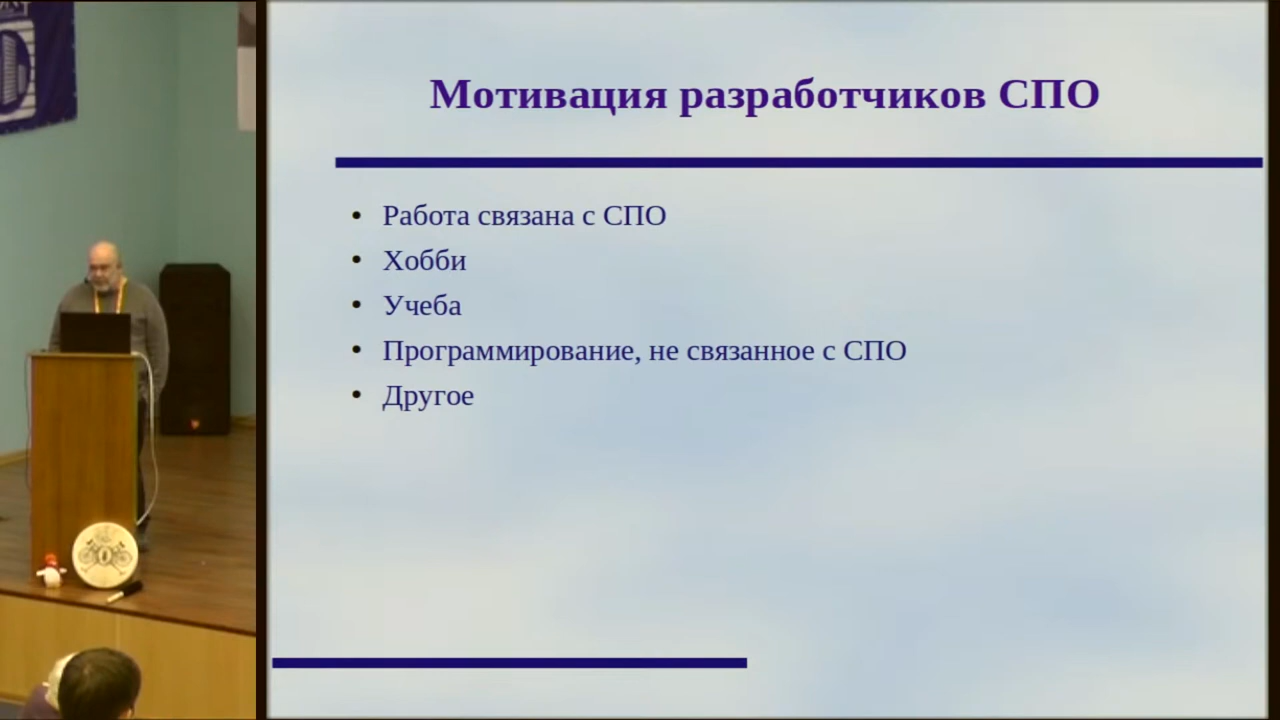 Мотивация разработчиков СПО
Работа связана с СПО
Хобби
Учеба
Программирование, не связанное с СПО
Другое